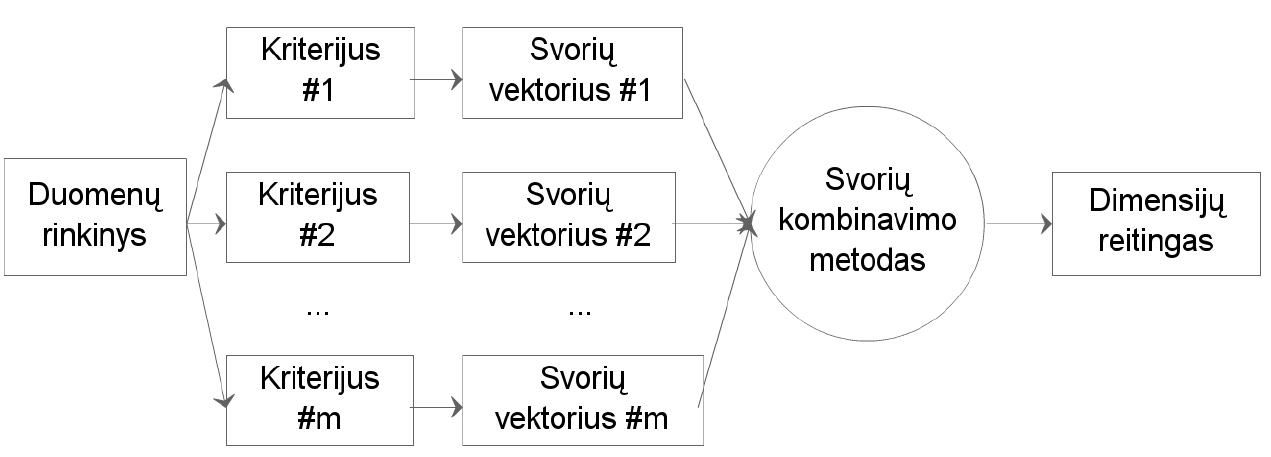 Duomenų
rinkinys
Kriterijus
#1
Svorių
vektorius #1
Kriterijus
#2
Svorių
vektorius #2
...
...
Kriterijus
#m
Svorių
vektorius #m
Svorių
kombinavimo
metodas
Dimensijų
reitingas